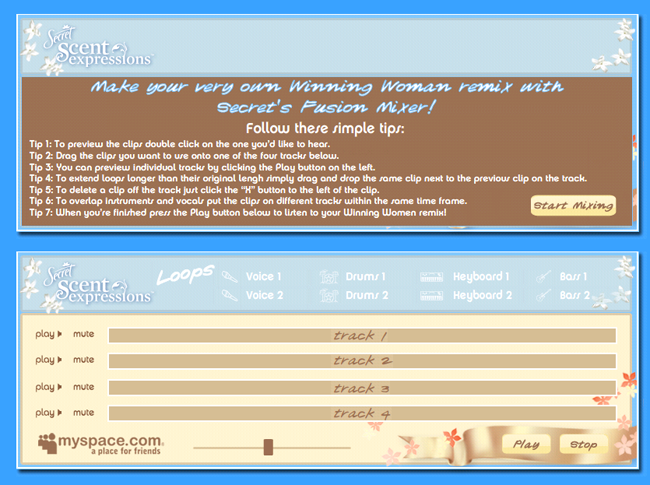 Secret
Scent
expressions
Make your very own Winning Woman remix with
Secret's Fusion Mixer!
Follow these simple tips:
Tip 1: To preview the clips double click on the one you'd like to hear.
Tip 2: Drag the clips you want to use onto one of the four tracks below.
Tip 3: You can preview individual tracks by clicking the Play button on the left.
Tip 4: To extend loops longer than their original lengh simply drag and drop the same clip next to the previous clip on the track.
Tip 5: To delete a clip off the track just click the "X" button to the left of the clip.
Tip 6: To overlap instruments and vocals put the clips on different tracks within the same time frame.
Tip 7: When you're finished press the Play button below to listen to your Winning Women remix!
Start Mixing
Secret
Scent
expressions
Loops
Voice 1 Drums 1 Keyboard 1 Bass 1
Voice 2 Drums 2 Keyboard 2 Bass 2
play mute track 1
play mute track 2
play mute track 3
play mute track 4
myspace.com
a place for friends
Play Stop